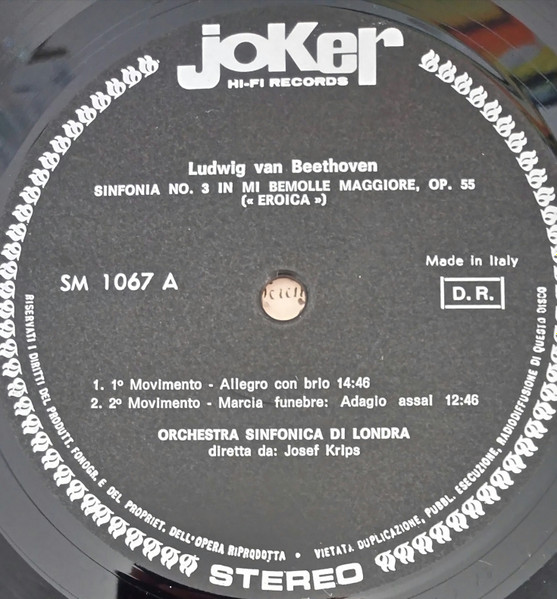 joker
HI-FI RECORDS
Ludwig van Beethoven
SINFONIA NO. 3 IN MI BEMOLLE MAGGIORE, OP. 55
(« EROICA »)
SM 1067 A
Made in Italy
D.R.
1. 1º Movimento - Allegro con brio 14:46
2. 2º Movimento - Marcia funebre: Adagio assai 12:46
ORCHESTRA SINFONICA DI LONDRA
diretta da: Josef Krips
RISERVATI I DIRITTI DEL PRODUTT. FONOGR. E DEL PROPRIET. DELL'OPERA RIPRODOTTA • VIETATA DUPLICAZIONE, PUBBL. ESECUZIONE, RADIODIFFUSIONE DI QUESTO DISCO
STEREO